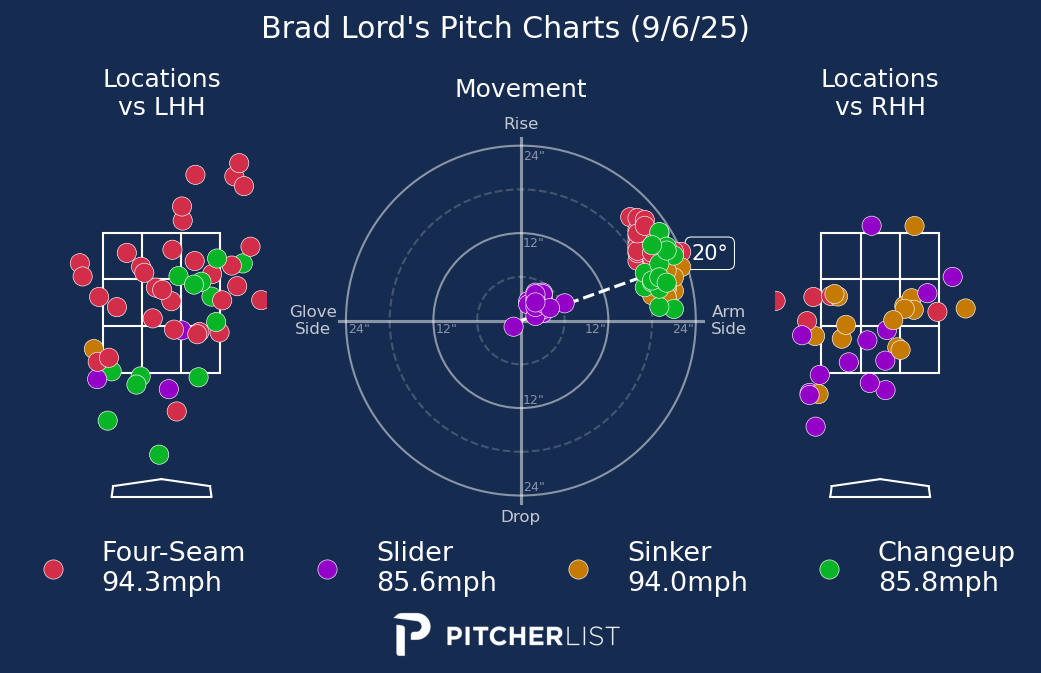 Brad Lord's Pitch Charts (9/6/25)
Locations
vs LHH
Movement
Locations
vs RHH
Rise
24"
12"
20°
Glove
Side
24"
12"
12"
24"
Arm
Side
12"
24"
Drop
Four-Seam
94.3mph
Slider
85.6mph
Sinker
94.0mph
Changeup
85.8mph
PITCHERLIST